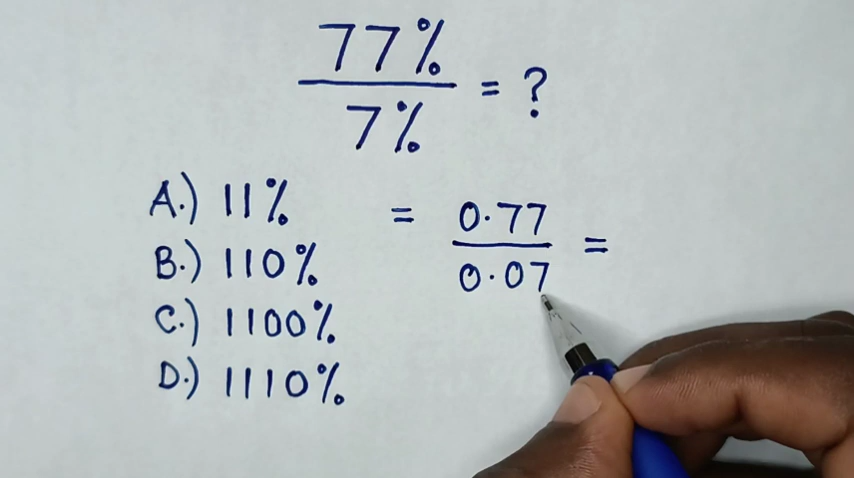 77%
7%
= ?
A.) 11%
B.) 110%
C.) 1100%
D.) 1110%
= 0.77
0.07
=